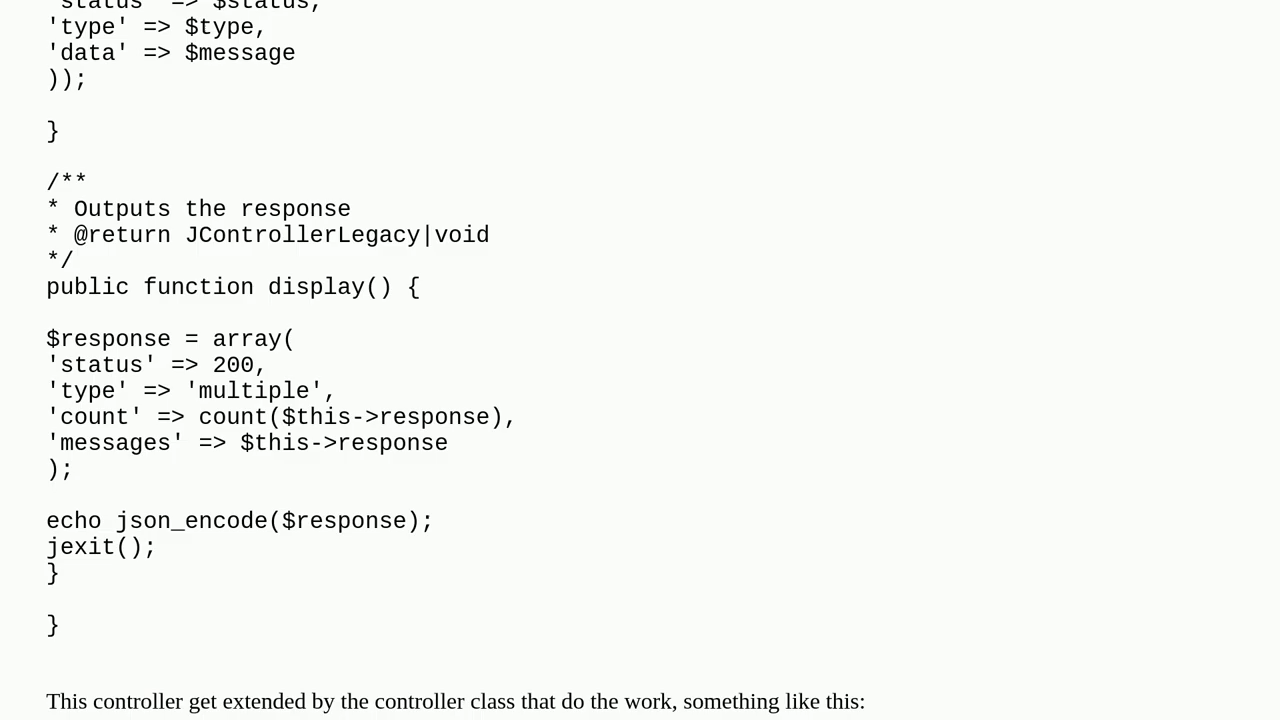 'status' => $status,
'type' => $type,
'data' => $message
));
}
/**
* Outputs the response
* @return JControllerLegacy|void
*/
public function display() {
$response = array(
'status' => 200,
'type' => 'multiple',
'count' => count($this->response),
'messages' => $this->response
);
echo json_encode($response);
jexit();
}
}
This controller get extended by the controller class that do the work, something like this: